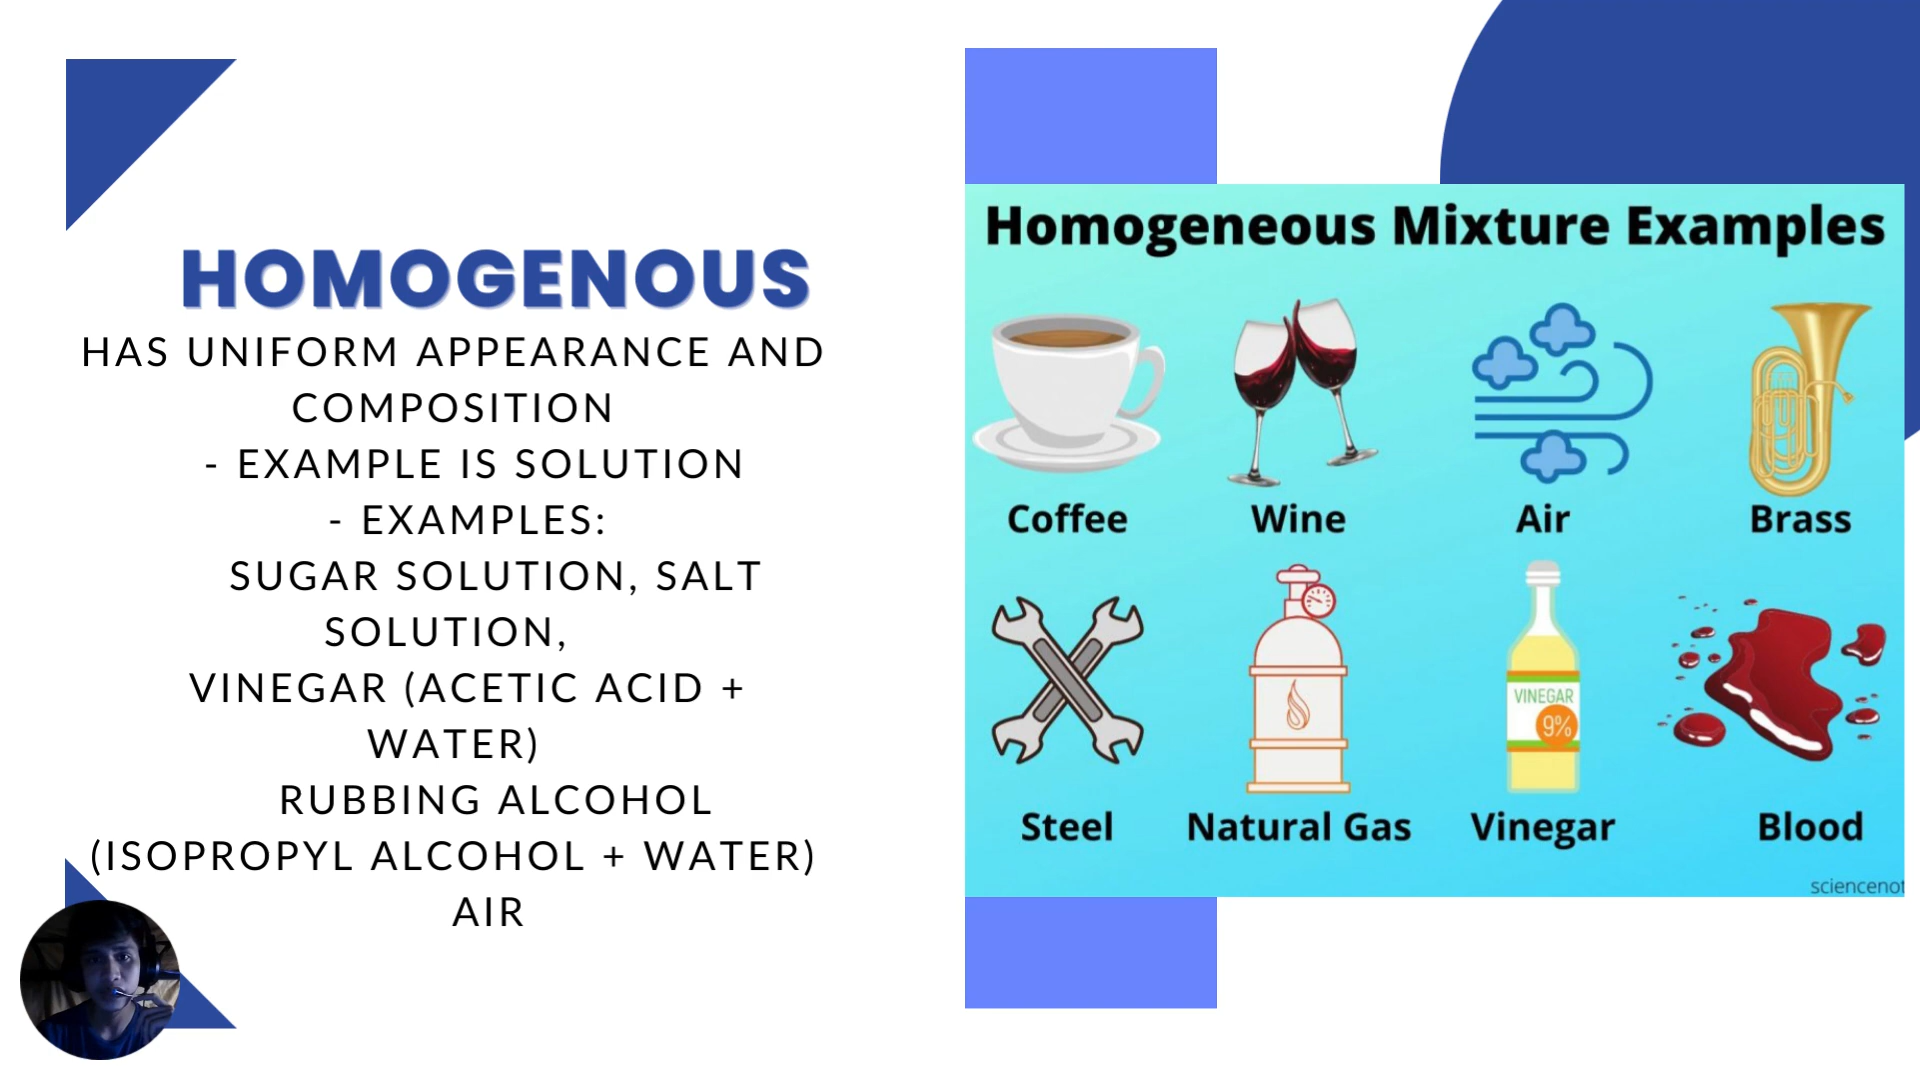 HOMOGENOUS
HAS UNIFORM APPEARANCE AND
COMPOSITION
- EXAMPLE IS SOLUTION
- EXAMPLES:
SUGAR SOLUTION, SALT
SOLUTION,
VINEGAR (ACETIC ACID +
WATER)
RUBBING ALCOHOL
(ISOPROPYL ALCOHOL + WATER)
AIR
Homogeneous Mixture Examples
Coffee Wine Air Brass
VINEGAR
9%
Steel Natural Gas Vinegar Blood
sciencenot